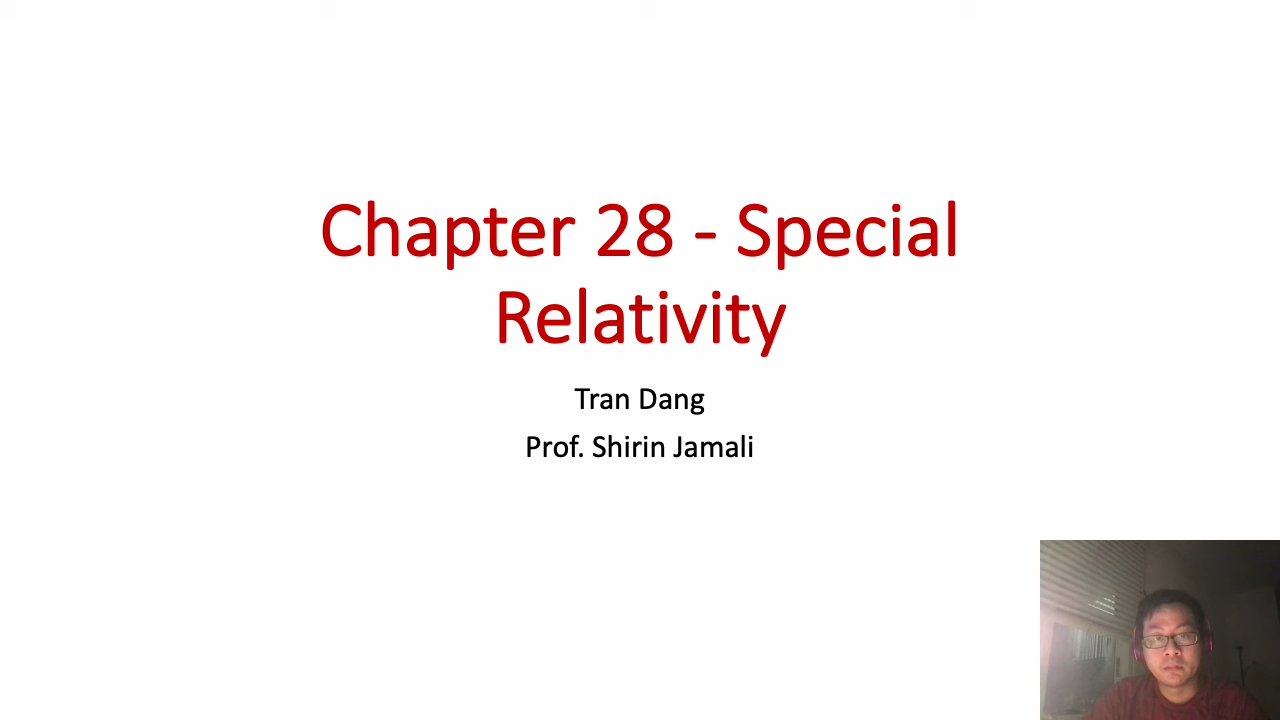 Chapter 28 - Special
Relativity
Tran Dang
Prof. Shirin Jamali